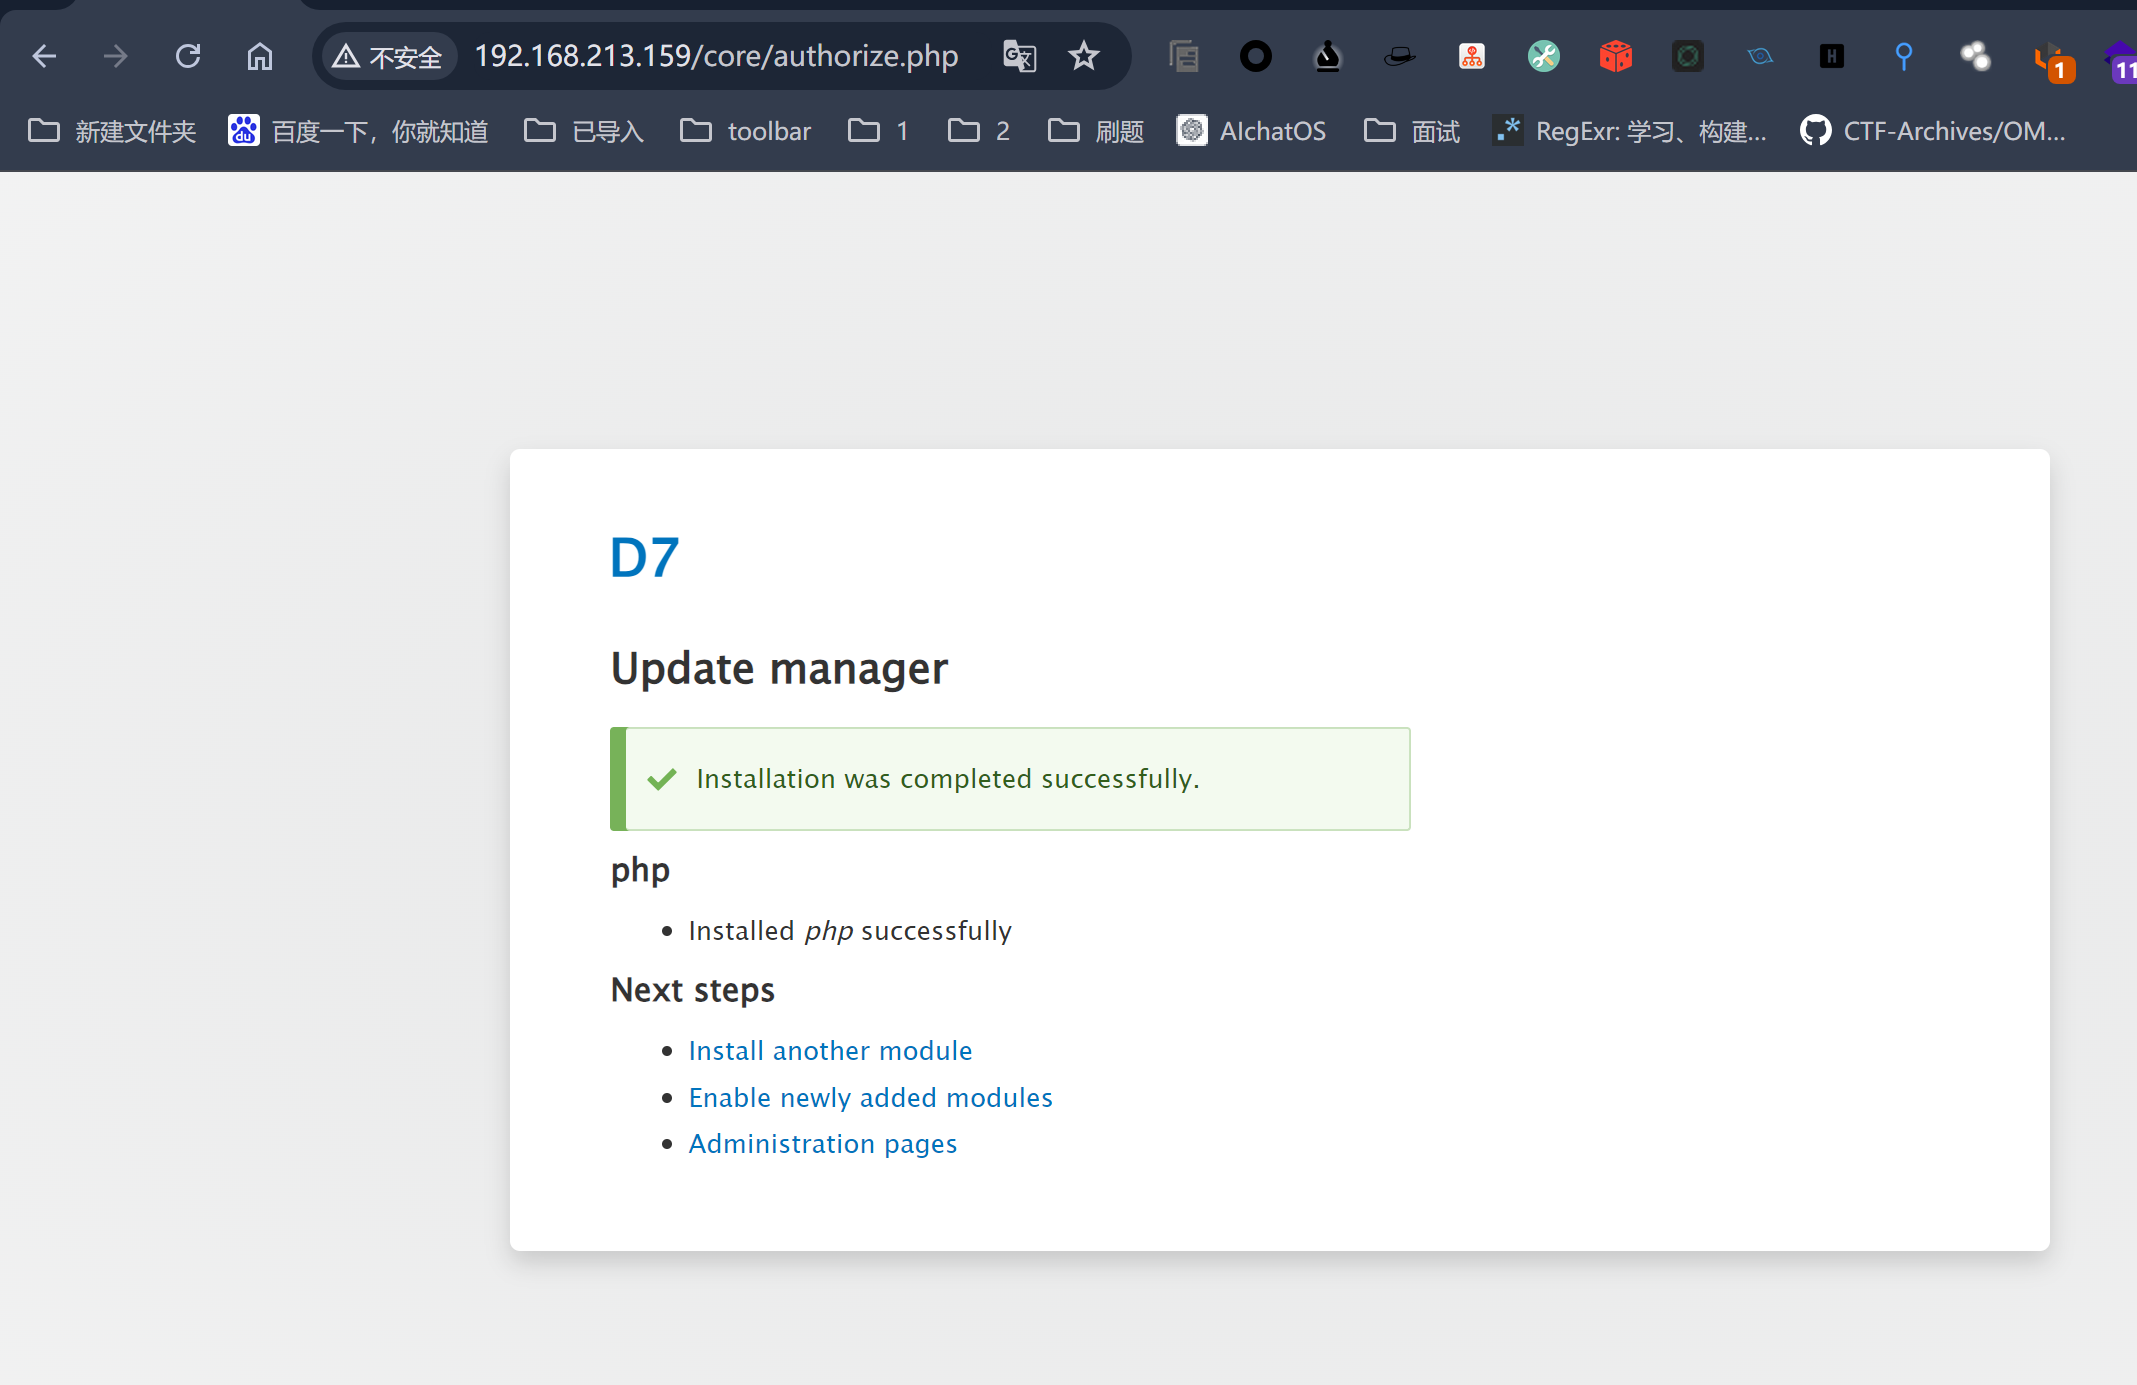 不安全 192.168.213.159/core/authorize.php 1 11
新建文件夹 百度一下，你就知道 已导入 toolbar 1 2 刷题 AIchatOS 面试 RegExr: 学习、构建... CTF-Archives/OM...
D7
Update manager
Installation was completed successfully.
php
Installed php successfully
Next steps
Install another module
Enable newly added modules
Administration pages